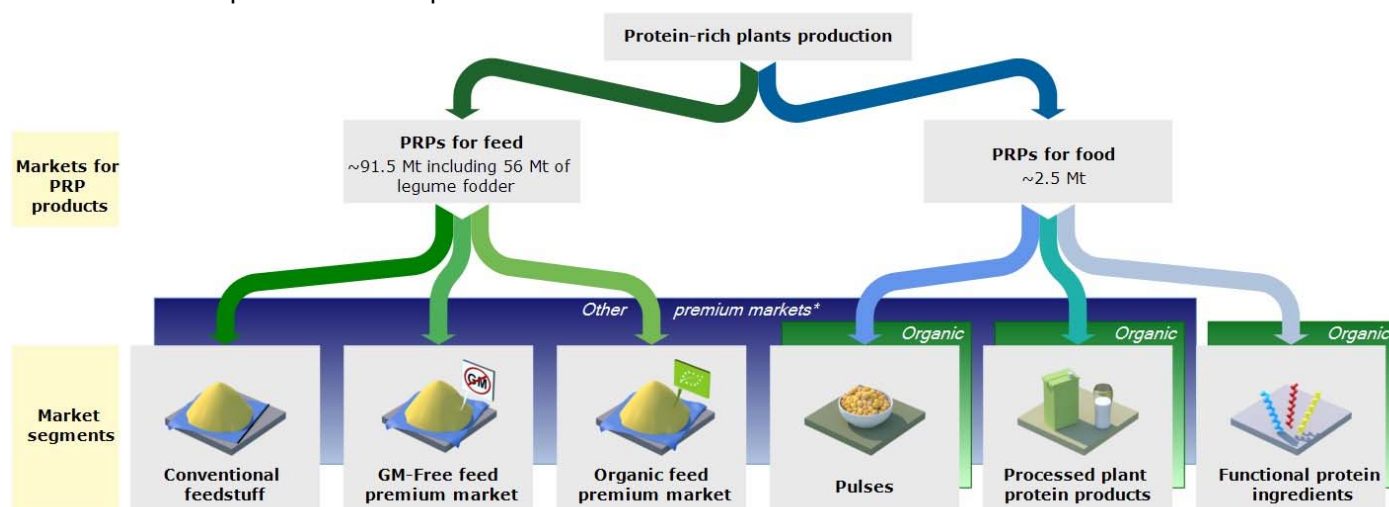 Protein-rich plants production
Markets for
PRP
products
PRPs for feed
~91.5 Mt including 56 Mt of
legume fodder
PRPs for food
~2.5 Mt
Other premium markets*
Organic
Organic
Organic
Market
segments
GM
Conventional
feedstuff
GM-Free feed
premium market
Organic feed
premium market
Pulses
Processed plant
protein products
Functional protein
ingredients